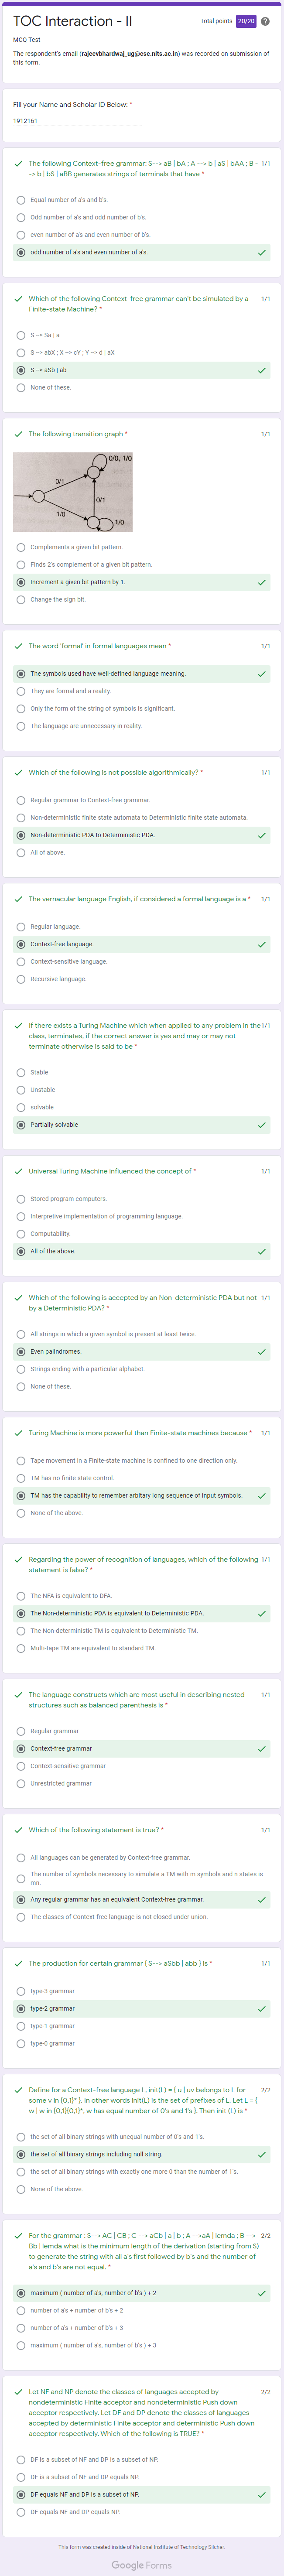 TOC Interaction - II
Total points 20/20
MCQ Test
The respondent's email (rajeevbhardwaj_ug@cse.nits.ac.in) was recorded on submission of
this form.
Fill your Name and Scholar ID Below: *
1912161
The following Context-free grammar: S--> aB | bA ; A --> b | aS | bAA ; B - 1/1
-> b | bS | aBB generates strings of terminals that have *
Equal number of a's and b's.
Odd number of a's and odd number of b's.
even number of a's and even number of b's.
odd number of a's and even number of a's.
Which of the following Context-free grammar can't be simulated by a 1/1
Finite-state Machine? *
S --> Sa | a
S --> abX ; X --> cY ; Y --> d | aX
S --> aSb | ab
None of these.
The following transition graph * 1/1
0/0, 1/0
0/1
0/1
1/0
1/0
Complements a given bit pattern.
Finds 2's complement of a given bit pattern.
Increment a given bit pattern by 1.
Change the sign bit.
The word 'formal' in formal languages mean * 1/1
The symbols used have well-defined language meaning.
They are formal and a reality.
Only the form of the string of symbols is significant.
The language are unnecessary in reality.
Which of the following is not possible algorithmically? * 1/1
Regular grammar to Context-free grammar.
Non-deterministic finite state automata to Deterministic finite state automata.
Non-deterministic PDA to Deterministic PDA.
All of above.
The vernacular language English, if considered a formal language is a * 1/1
Regular language.
Context-free language.
Context-sensitive language.
Recursive language.
If there exists a Turing Machine which when applied to any problem in the 1/1
class, terminates, if the correct answer is yes and may or may not
terminate otherwise is said to be *
Stable
Unstable
solvable
Partially solvable
Universal Turing Machine influenced the concept of * 1/1
Stored program computers.
Interpretive implementation of programming language.
Computability.
All of the above.
Which of the following is accepted by an Non-deterministic PDA but not 1/1
by a Deterministic PDA? *
All strings in which a given symbol is present at least twice.
Even palindromes.
Strings ending with a particular alphabet.
None of these.
Turing Machine is more powerful than Finite-state machines because * 1/1
Tape movement in a Finite-state machine is confined to one direction only.
TM has no finite state control.
TM has the capability to remember arbitary long sequence of input symbols.
None of the above.
Regarding the power of recognition of languages, which of the following 1/1
statement is false? *
The NFA is equivalent to DFA.
The Non-deterministic PDA is equivalent to Deterministic PDA.
The Non-deterministic TM is equivalent to Deterministic TM.
Multi-tape TM are equivalent to standard TM.
The language constructs which are most useful in describing nested 1/1
structures such as balanced parenthesis is *
Regular grammar
Context-free grammar
Context-sensitive grammar
Unrestricted grammar
Which of the following statement is true? * 1/1
All languages can be generated by Context-free grammar.
The number of symbols necessary to simulate a TM with m symbols and n states is
mn.
Any regular grammar has an equivalent Context-free grammar.
The classes of Context-free language is not closed under union.
The production for certain grammar { S--> aSbb | abb } is * 1/1
type-3 grammar
type-2 grammar
type-1 grammar
type-0 grammar
Define for a Context-free language L, init(L) = { u | uv belongs to L for 2/2
some v in {0,1}* }. In other words init(L) is the set of prefixes of L. Let L = {
w | w in {0,1}{0,1}*, w has equal number of 0's and 1's }. Then init (L) is *
the set of all binary strings with unequal number of 0's and 1's.
the set of all binary strings including null string.
the set of all binary strings with exactly one more 0 than the number of 1's.
None of the above.
For the grammar : S--> AC | CB ; C --> aCb | a | b ; A -->aA | lemda ; B --> 2/2
Bb | lemda what is the minimum length of the derivation (starting from S)
to generate the string with all a's first followed by b's and the number of
a's and b's are not equal. *
maximum ( number of a's, number of b's ) + 2
number of a's + number of b's + 2
number of a's + number of b's + 3
maximum ( number of a's, number of b's ) + 3
Let NF and NP denote the classes of languages accepted by 2/2
nondeterministic Finite acceptor and nondeterministic Push down
acceptor respectively. Let DF and DP denote the classes of languages
accepted by deterministic Finite acceptor and deterministic Push down
acceptor respectively. Which of the following is TRUE? *
DF is a subset of NF and DP is a subset of NP.
DF is a subset of NF and DP equals NP.
DF equals NF and DP is a subset of NP.
DF equals NF and DP equals NP.
This form was created inside of National Institute of Technology Silchar.
Google Forms